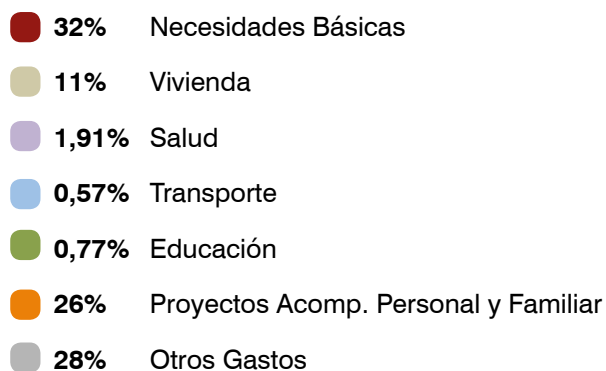 32% Necesidades Básicas
11% Vivienda
1,91% Salud
0,57% Transporte
0,77% Educación
26% Proyectos Acomp. Personal y Familiar
28% Otros Gastos